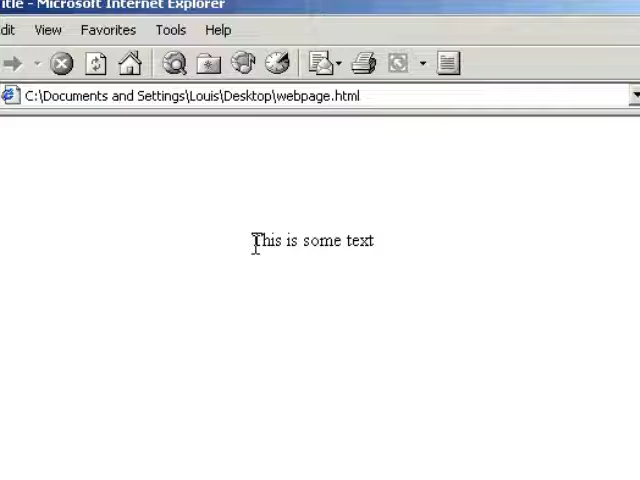 itle - Microsoft Internet Explorer
dit View Favorites Tools Help
C:\Documents and Settings\Louis\Desktop\webpage.html
This is some text